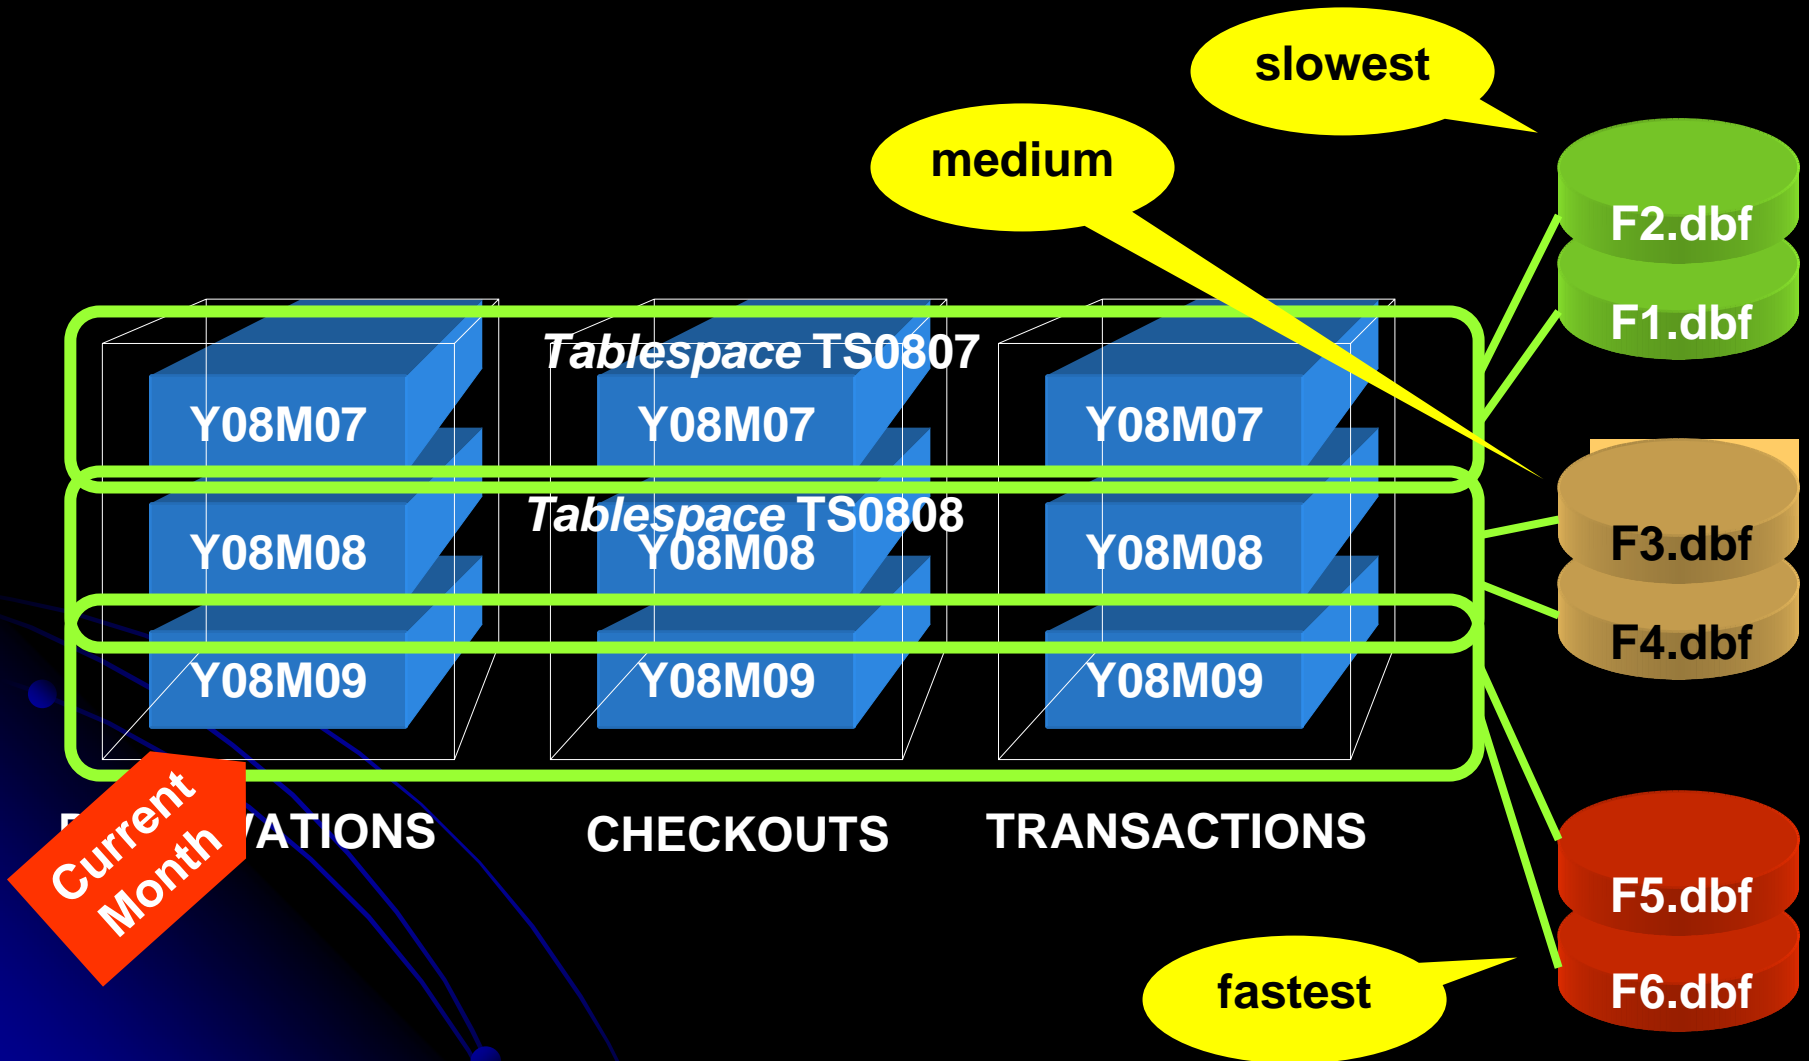 slowest
medium
F2.dbf
F1.dbf
Tablespace TS0807
Y08M07 Y08M07 Y08M07
Tablespace TS0808
Y08M08 Y08M08 Y08M08
F3.dbf
F4.dbf
Y08M09 Y08M09 Y08M09
Current
Month
VATIONS CHECKOUTS TRANSACTIONS
F5.dbf
F6.dbf
fastest